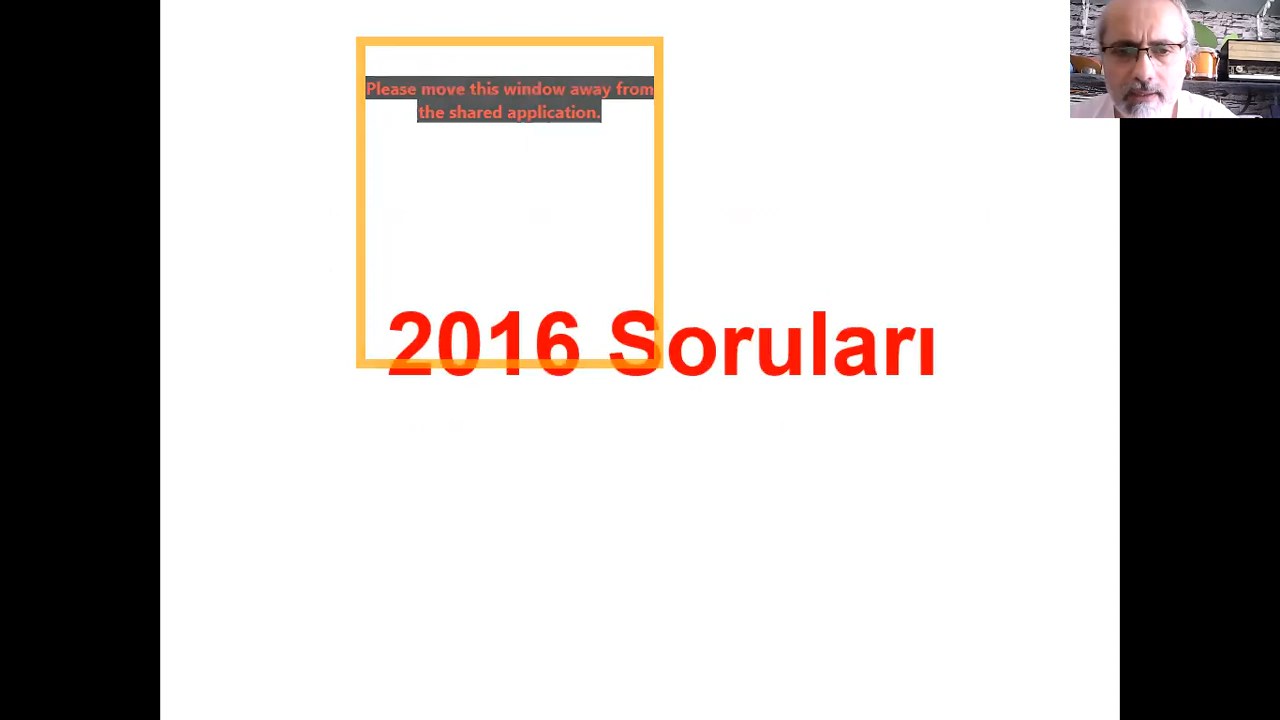 Please move this window away from
the shared application.
2016 Soruları